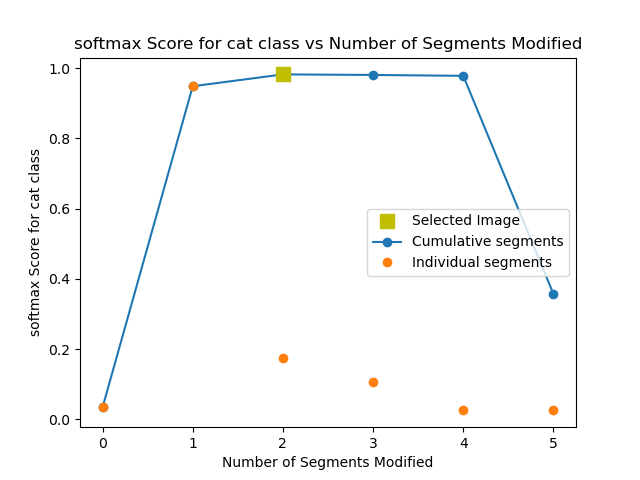 softmax Score for cat class vs Number of Segments Modified
1.0
0.8
0.6
0.4
0.2
0.0
softmax Score for cat class
Selected Image
Cumulative segments
Individual segments
0 1 2 3 4 5
Number of Segments Modified